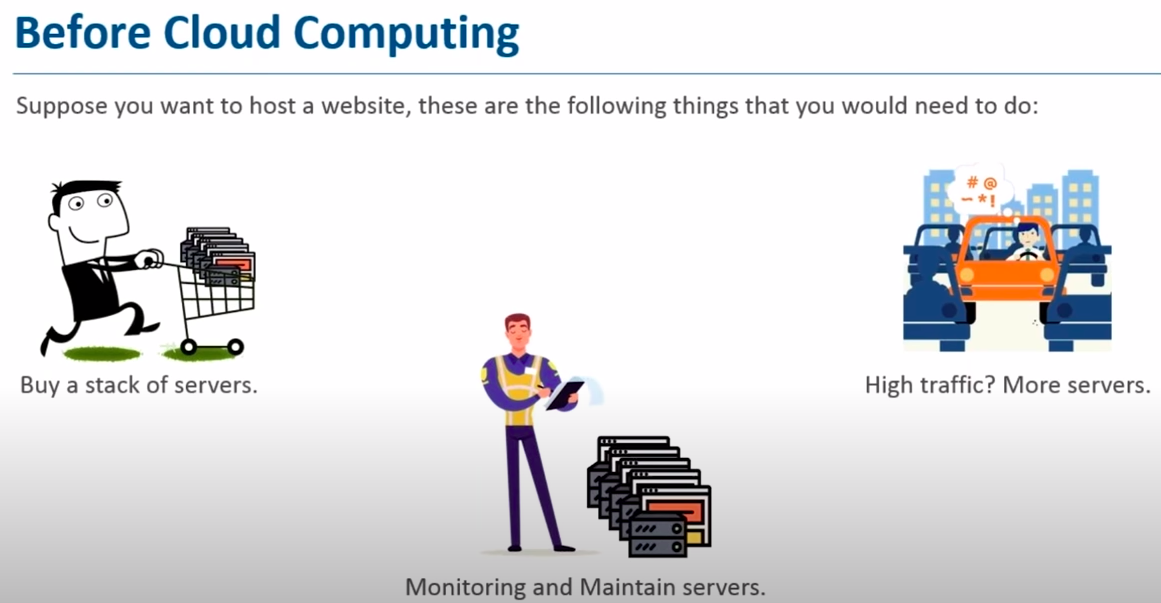 Before Cloud Computing
Suppose you want to host a website, these are the following things that you would need to do:
# @
– * !
Buy a stack of servers.
High traffic? More servers.
Monitoring and Maintain servers.